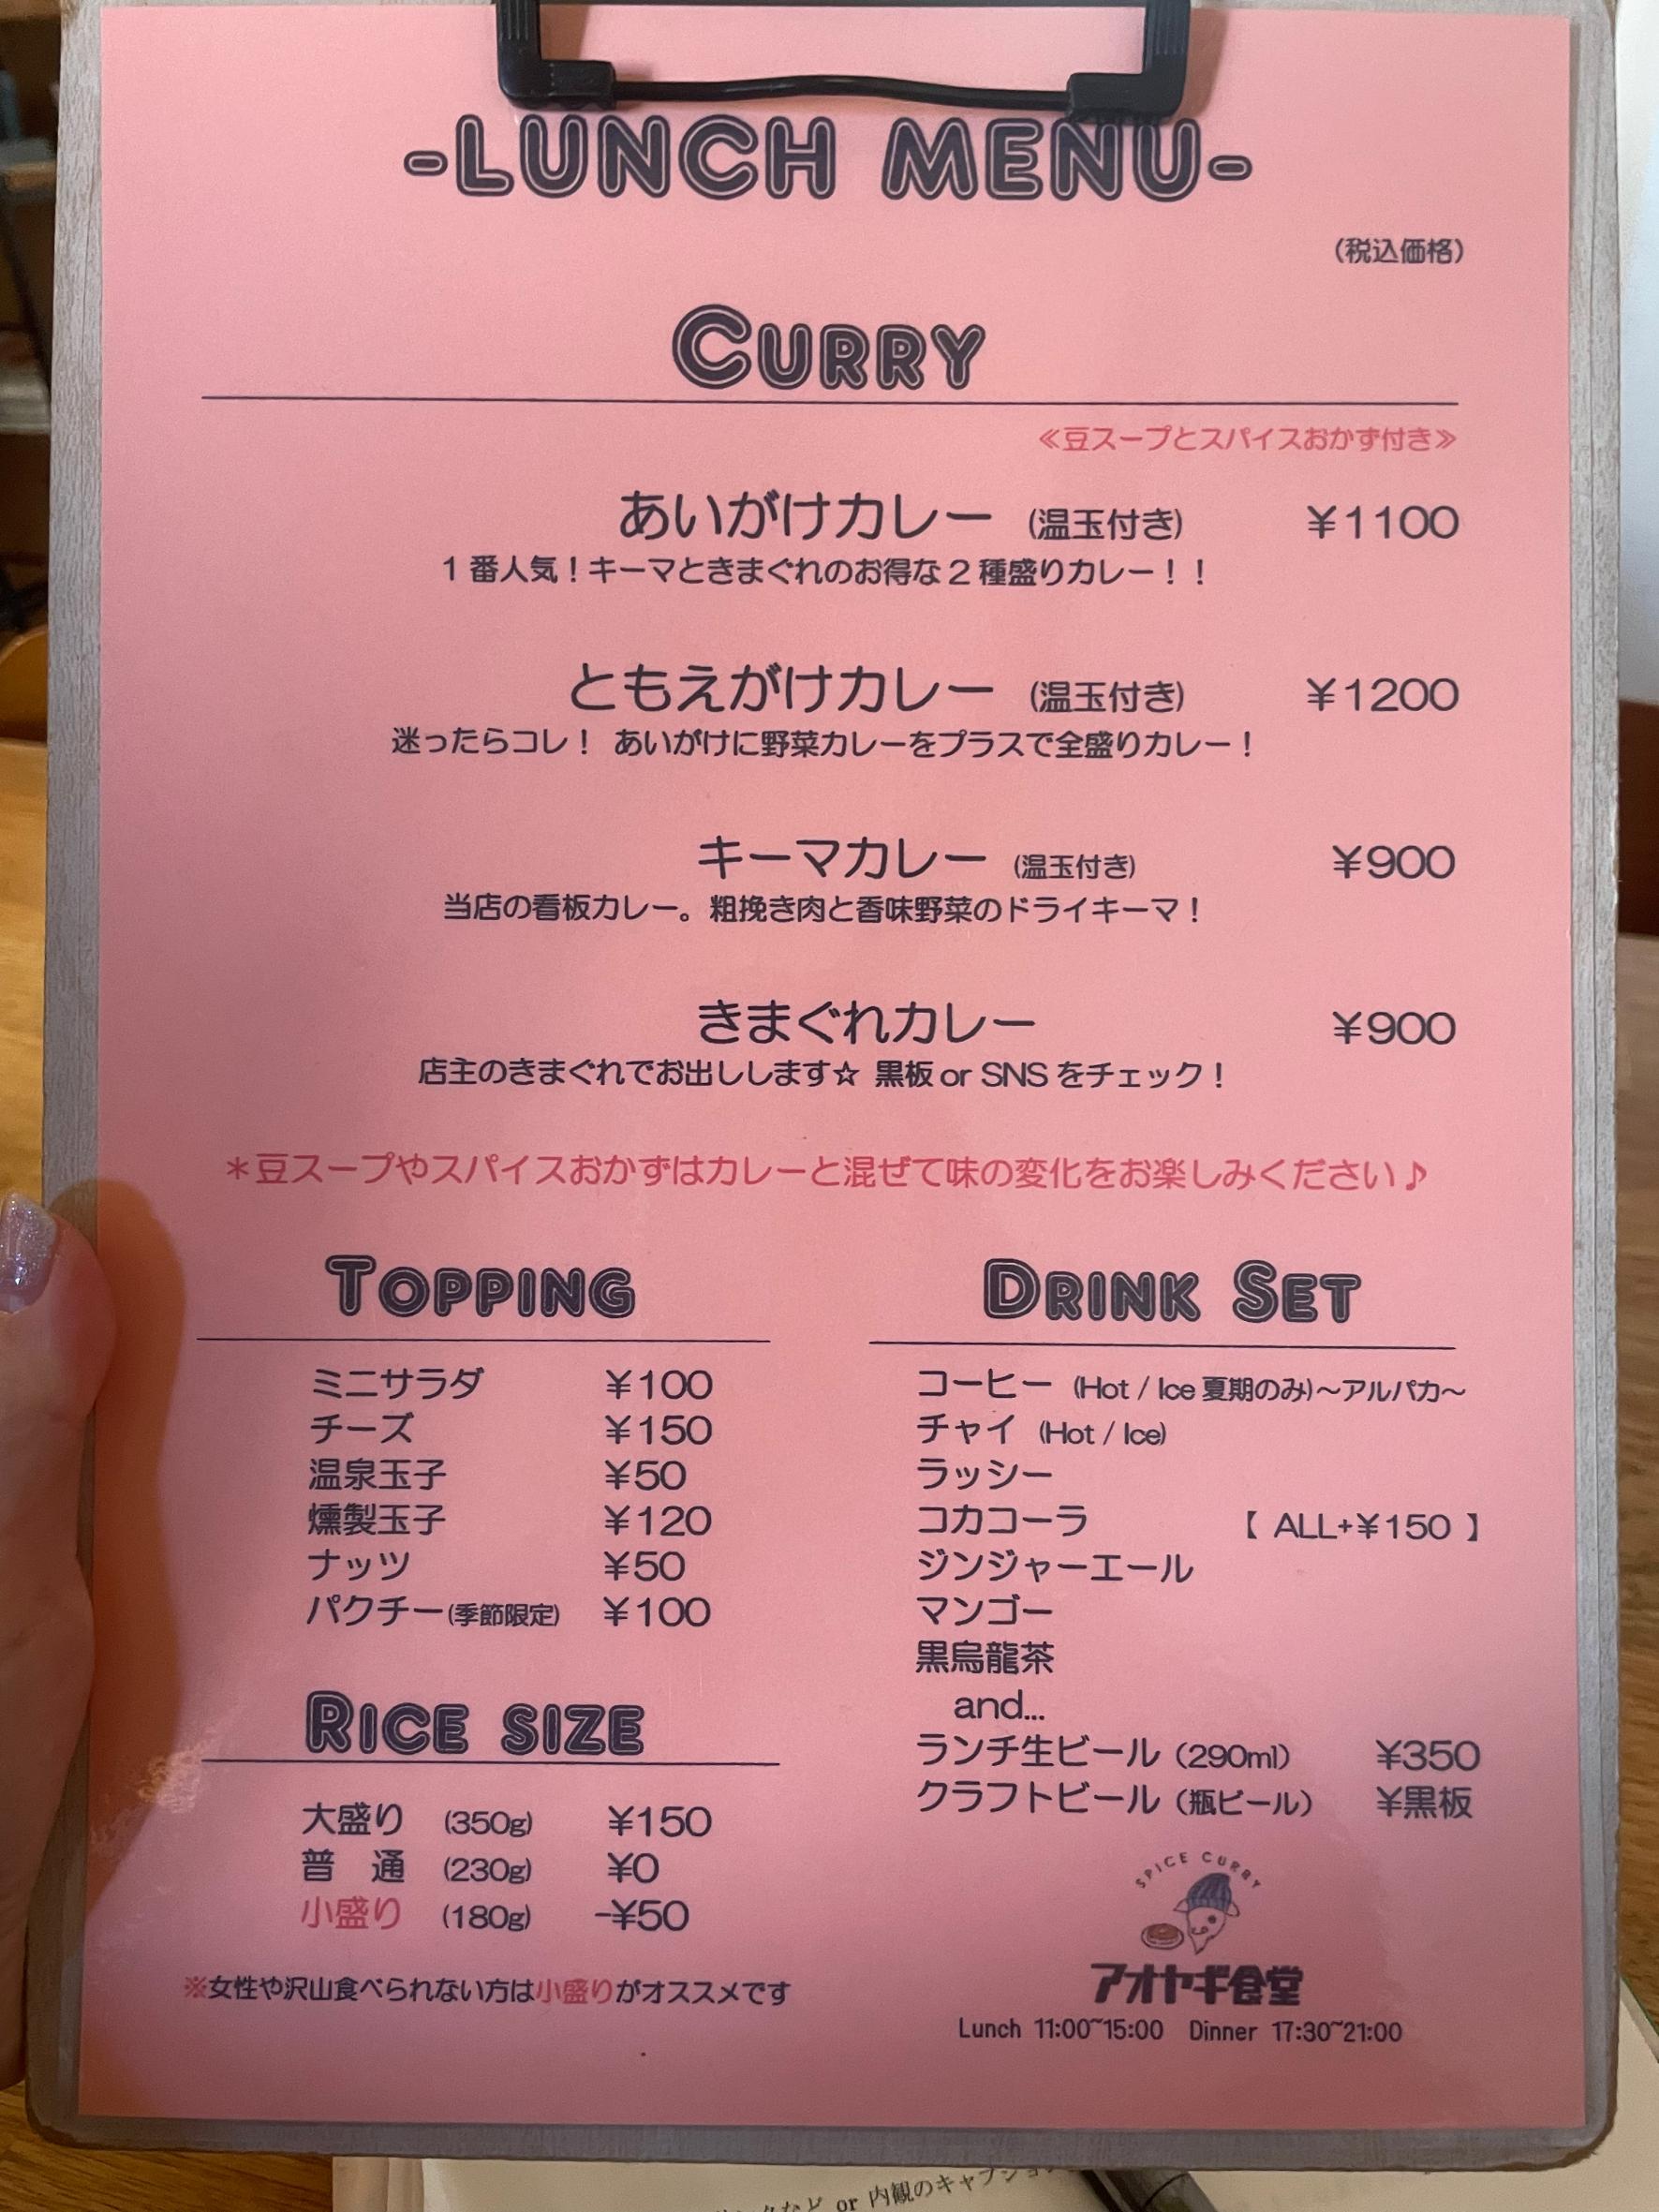 -LUNCH MENU-
（税込価格）
CURRY
≪豆スープとスパイスおかず付き≫
あいがけカレー (温玉付き) ¥1100
1番人気！キーマときまぐれのお得な2種盛りカレー！！
ともえがけカレー (温玉付き) ¥1200
迷ったらコレ！ あいがけに野菜カレーをプラスで全盛りカレー！
キーマカレー (温玉付き) ¥900
当店の看板カレー。粗挽き肉と香味野菜のドライキーマ！
きまぐれカレー ¥900
店主のきまぐれでお出しします☆ 黒板 or SNS をチェック！
＊豆スープやスパイスおかずはカレーと混ぜて味の変化をお楽しみください♪
TOPPING
ミニサラダ ¥100
チーズ ¥150
温泉玉子 ¥50
燻製玉子 ¥120
ナッツ ¥50
パクチー(季節限定) ¥100
RICE SIZE
大盛り (350g) ¥150
普　通 (230g) ¥0
小盛り (180g) -¥50
※女性や沢山食べられない方は小盛りがオススメです
DRINK SET
コーヒー (Hot / Ice 夏期のみ)～アルパカ～
チャイ (Hot / Ice)
ラッシー
コカコーラ 【 ALL+¥150 】
ジンジャーエール
マンゴー
黒烏龍茶
and...
ランチ生ビール（290ml） ¥350
クラフトビール（瓶ビール） ¥黒板
SPICE CURRY
アオヤギ食堂
Lunch 11:00~15:00 Dinner 17:30~21:00
など or 内観のキャプション